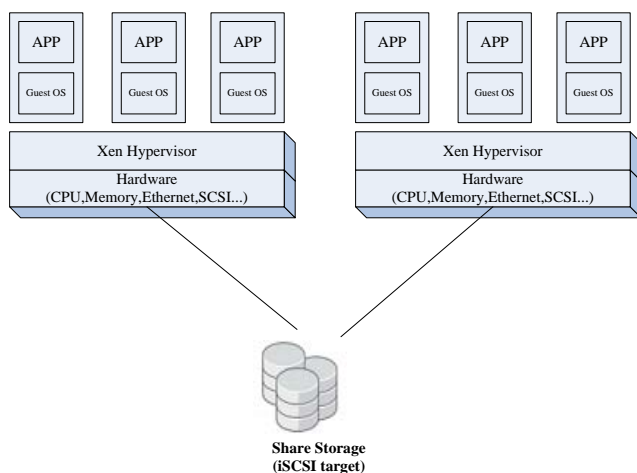 APP
APP
APP
APP
APP
APP
Guest OS
Guest OS
Guest OS
Guest OS
Guest OS
Guest OS
Xen Hypervisor
Xen Hypervisor
Hardware
(CPU,Memory,Ethernet,SCSI...)
Hardware
(CPU,Memory,Ethernet,SCSI...)
Share Storage
(iSCSI target)